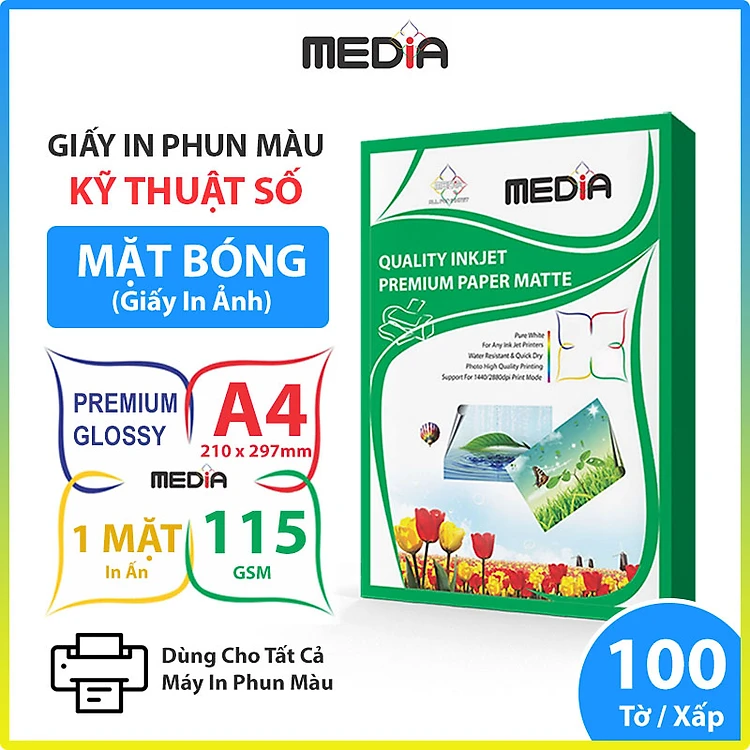 MEDiA
GIẤY IN PHUN MÀU
KỸ THUẬT SỐ
MẶT BÓNG
(Giấy In Ảnh)
PREMIUM
GLOSSY
A4
210 x 297mm
MEDiA
1 MẶT
In Ấn
115
GSM
Dùng Cho Tất Cả
Máy In Phun Màu
MEDiA
QUALITY INKJET
PREMIUM PAPER MATTE
Pure White
For Any Ink Jet Printers
Water Resistant & Quick Dry
Photo High Quality Printing
Support For 1440/2880dpi Print Mode
100
Tờ / Xấp